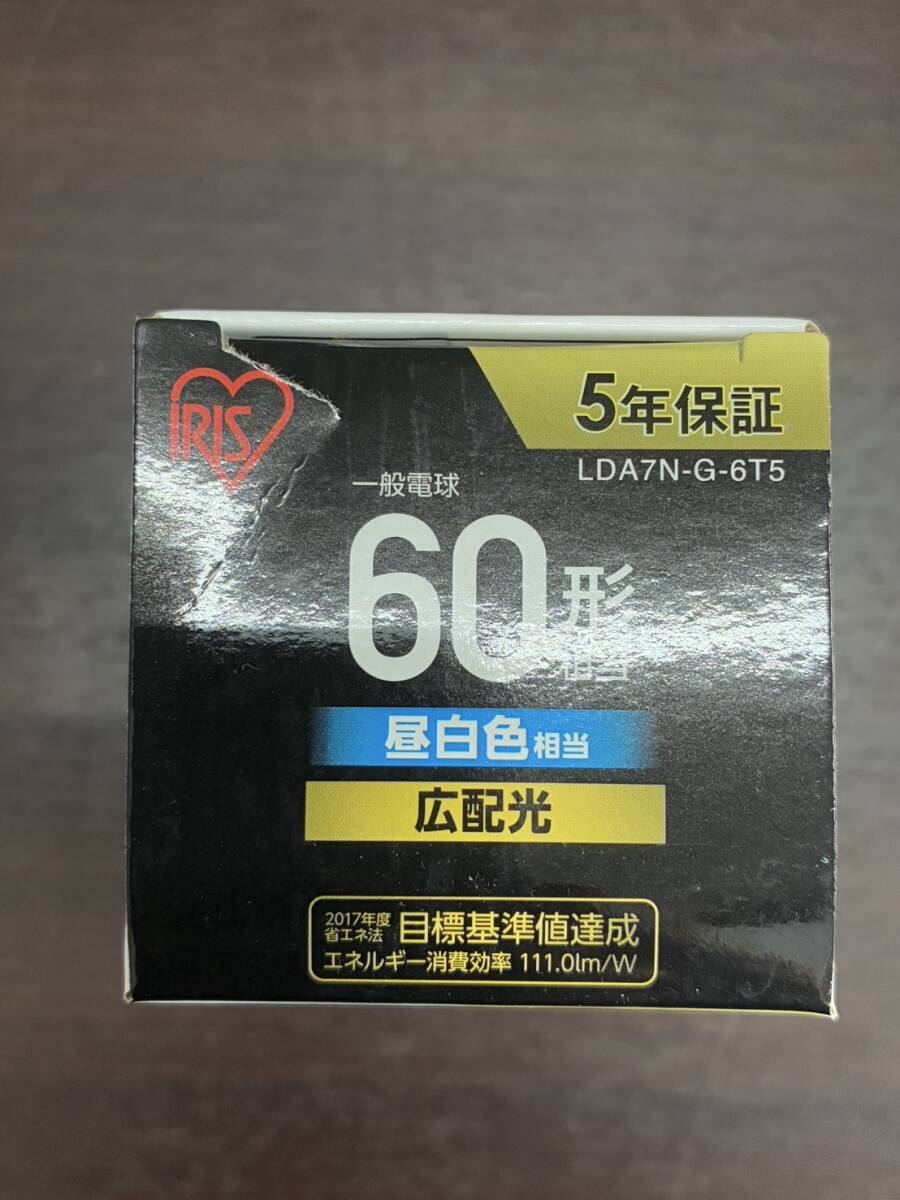 IRIS
5年保証
LDA7N-G-6T5
一般電球
60形
相当
昼白色相当
広配光
2017年度
省エネ法
目標基準値達成
エネルギー消費効率 111.0lm/W